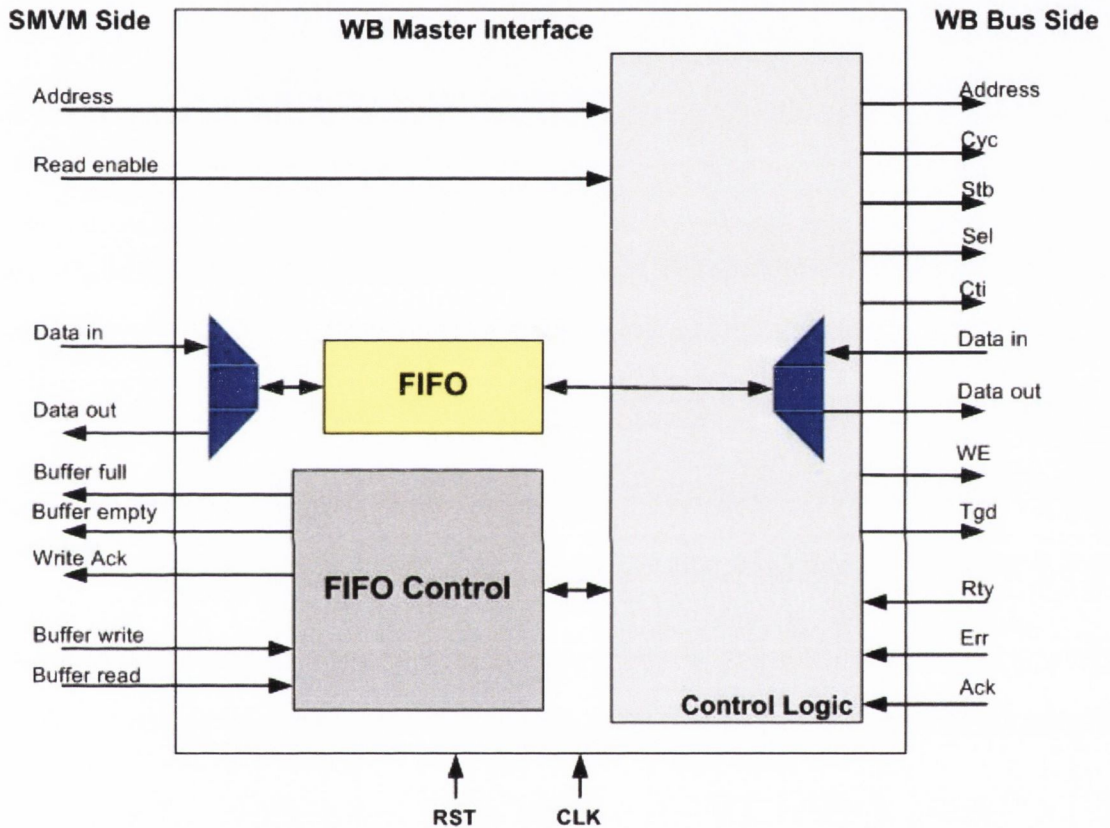 SMVM Side
WB Master Interface
WB Bus Side
Address
Read enable
Data in
Data out
Buffer full
Buffer empty
Write Ack
Buffer write
Buffer read
FIFO
FIFO Control
Control Logic
Address
Cyc
Stb
Sel
Cti
Data in
Data out
WE
Tgd
Rty
Err
Ack
RST
CLK